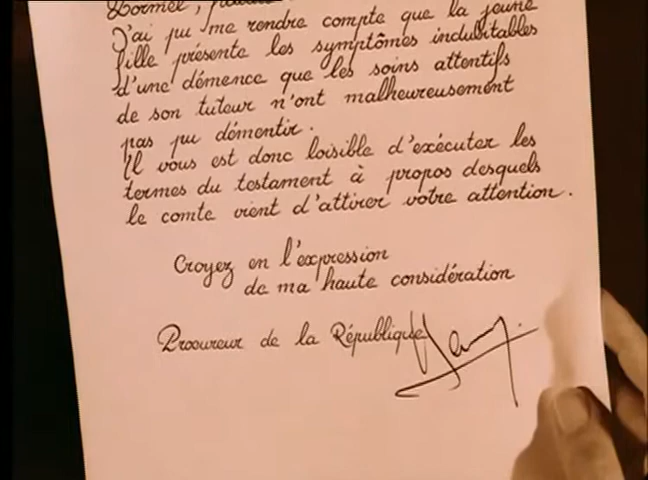 J'ai pu me rendre compte que la jeune
fille présente les symptômes indubitables
d'une démence que les soins attentifs
de son tuteur n'ont malheureusement
pas pu démentir.
Il vous est donc loisible d'exécuter les
termes du testament à propos desquels
le comte vient d'attirer votre attention.
Croyez en l'expression
de ma haute considération
Procureur de la République